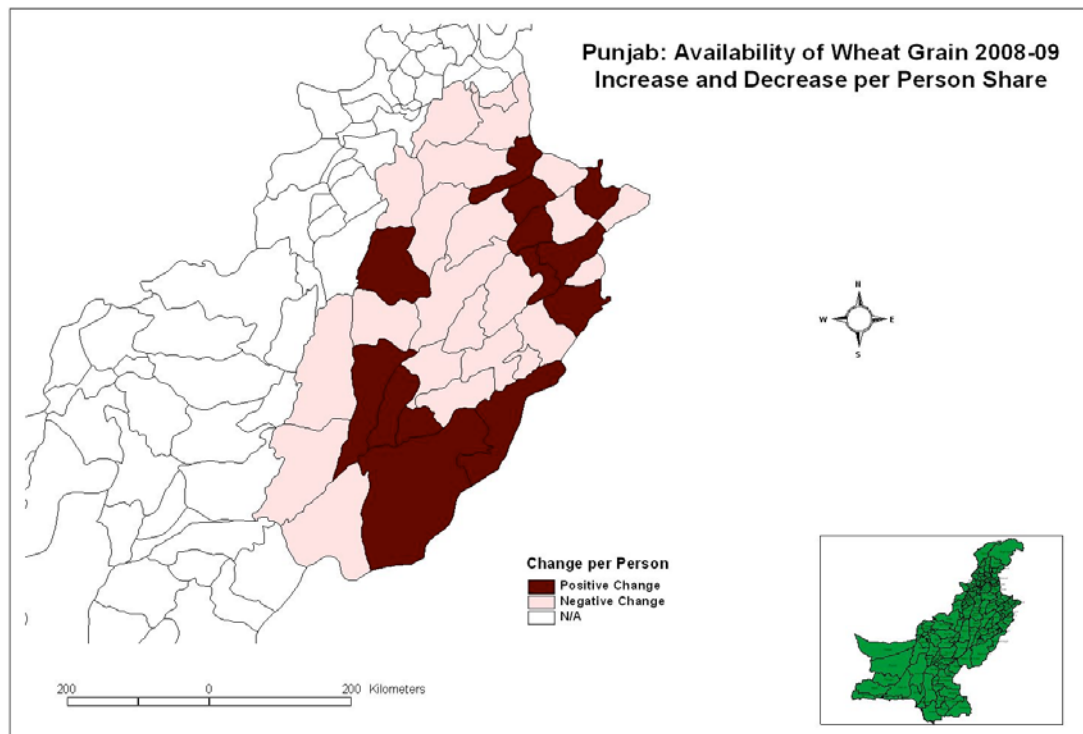 Punjab: Availability of Wheat Grain 2008-09
Increase and Decrease per Person Share
N
W E
S
Change per Person
Positive Change
Negative Change
N/A
200 0 200 Kilometers